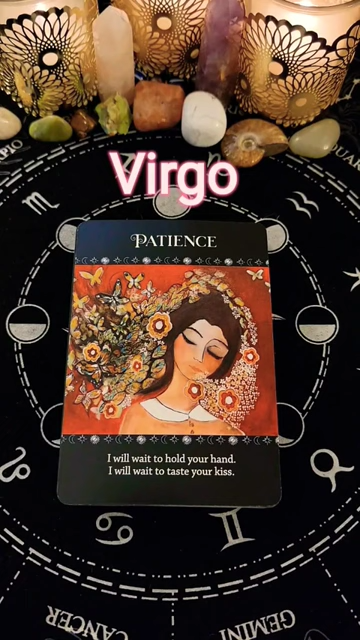 Virgo
PATIENCE
I will wait to hold your hand.
I will wait to taste your kiss.
GEMINI
CANCER